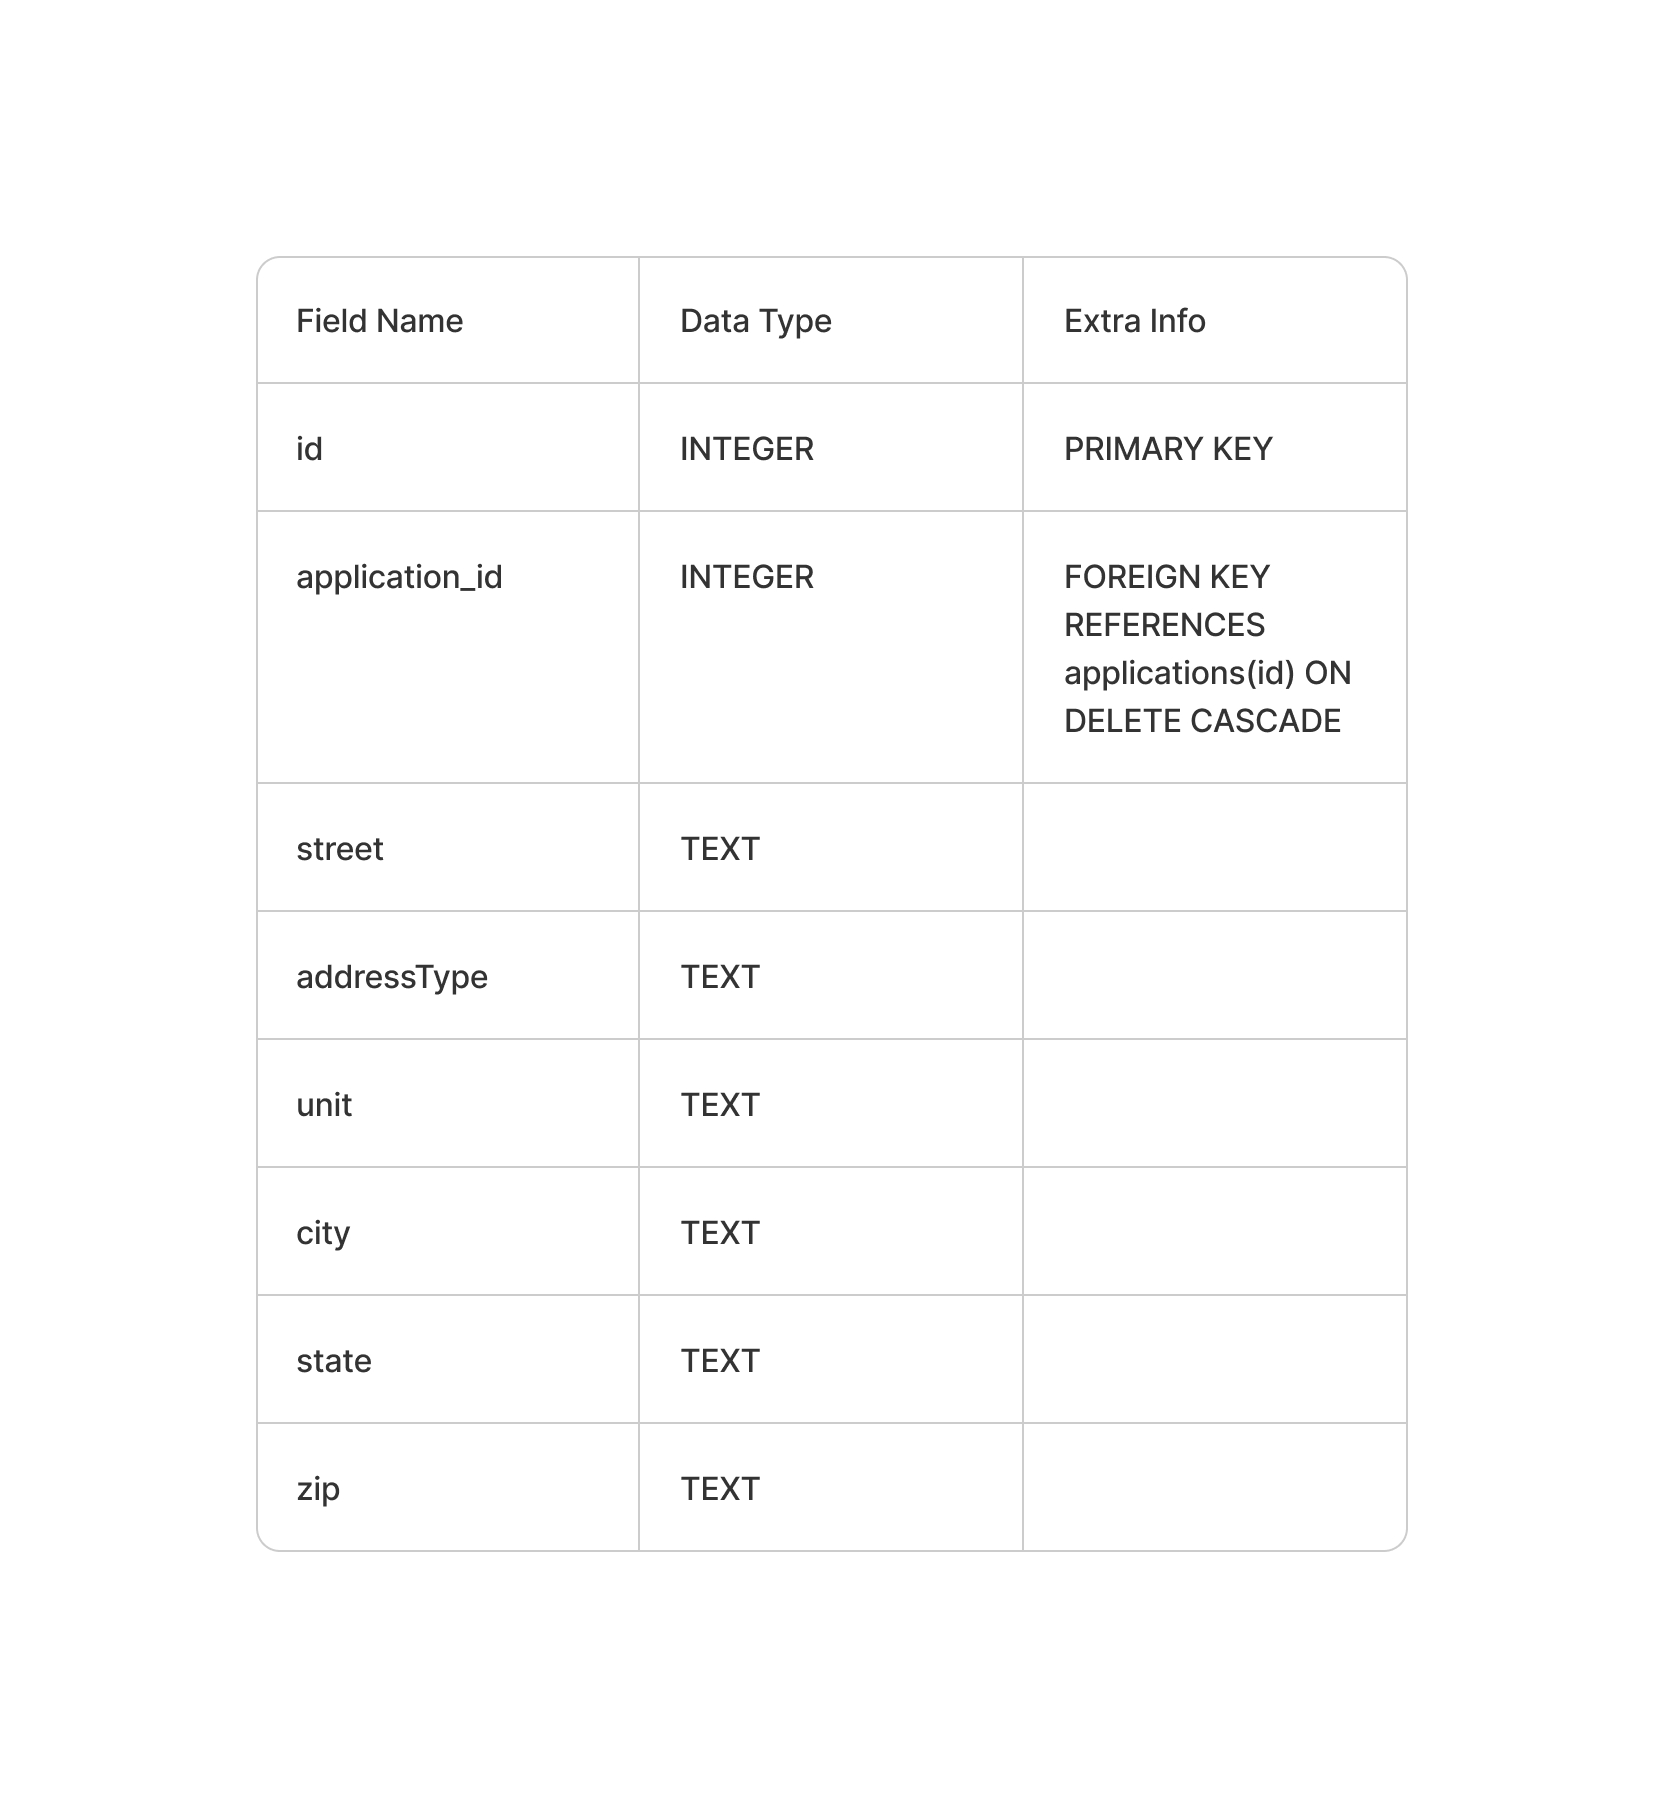 Field Name Data Type Extra Info
id INTEGER PRIMARY KEY
application_id INTEGER FOREIGN KEY
REFERENCES
applications(id) ON
DELETE CASCADE
street TEXT
addressType TEXT
unit TEXT
city TEXT
state TEXT
zip TEXT